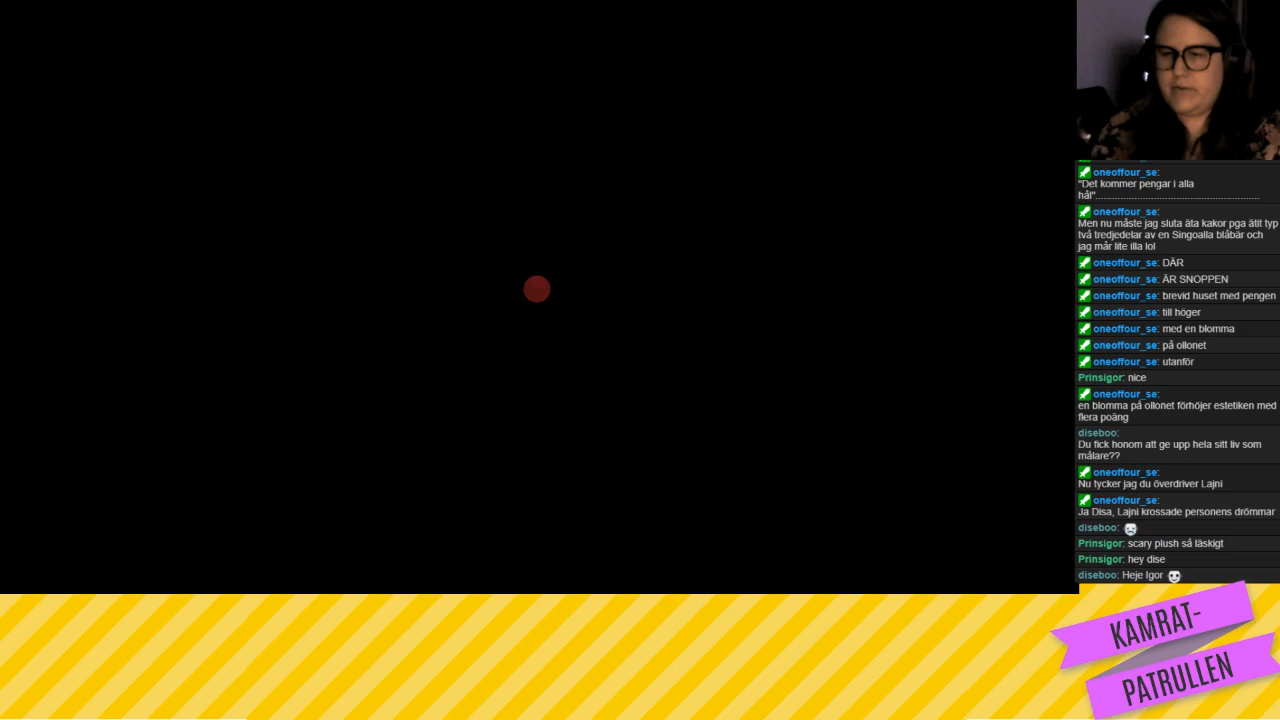 oneoffour_se:
"Det kommer pengar i alla
hål"...........................................................
oneoffour_se:
Men nu måste jag sluta äta kakor pga ätit typ
två tredjedelar av en Singoalla blåbär och
jag mår lite illa lol
oneoffour_se: DÄR
oneoffour_se: ÄR SNOPPEN
oneoffour_se: brevid huset med pengen
oneoffour_se: till höger
oneoffour_se: med en blomma
oneoffour_se: på ollonet
oneoffour_se: utanför
Prinsigor: nice
oneoffour_se:
en blomma på ollonet förhöjer estetiken med
flera poäng
diseboo:
Du fick honom att ge upp hela sitt liv som
målare??
oneoffour_se:
Nu tycker jag du överdriver Lajni
oneoffour_se:
Ja Disa, Lajni krossade personens drömmar
diseboo:
Prinsigor: scary plush så läskigt
Prinsigor: hey dise
diseboo: Heje Igor
KAMRAT-
PATRULLEN